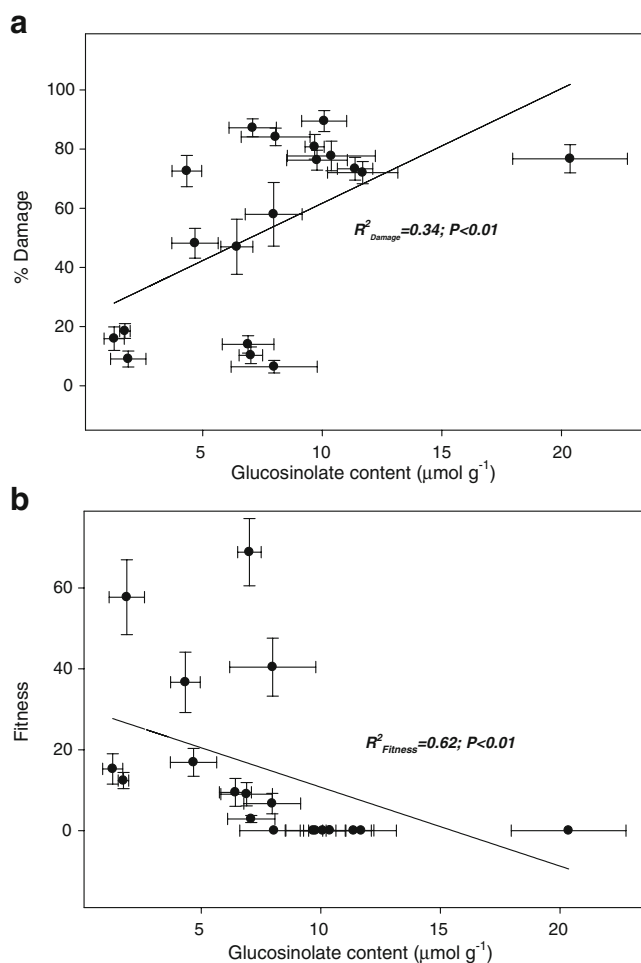 a
100
80
60
40
20
0
% Damage
R²Damage=0.34; P<0.01
5 10 15 20
Glucosinolate content (μmol g⁻¹)
b
60
40
20
0
Fitness
R²Fitness=0.62; P<0.01
5 10 15 20
Glucosinolate content (μmol g⁻¹)